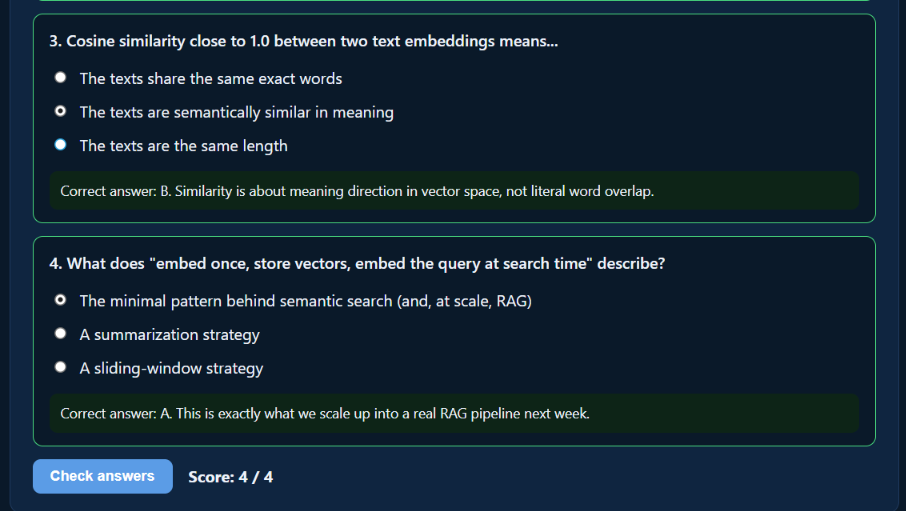 3. Cosine similarity close to 1.0 between two text embeddings means...
The texts share the same exact words
The texts are semantically similar in meaning
The texts are the same length
Correct answer: B. Similarity is about meaning direction in vector space, not literal word overlap.
4. What does "embed once, store vectors, embed the query at search time" describe?
The minimal pattern behind semantic search (and, at scale, RAG)
A summarization strategy
A sliding-window strategy
Correct answer: A. This is exactly what we scale up into a real RAG pipeline next week.
Check answers Score: 4 / 4